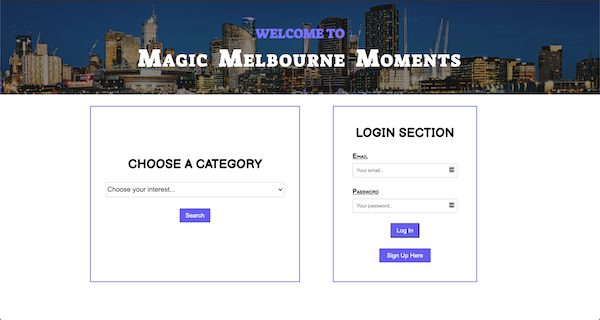 WELCOME TO
MAGIC MELBOURNE MOMENTS
CHOOSE A CATEGORY
Choose your interest...
Search
LOGIN SECTION
EMAIL
Your email..
PASSWORD
Your password..
Log In
Sign Up Here